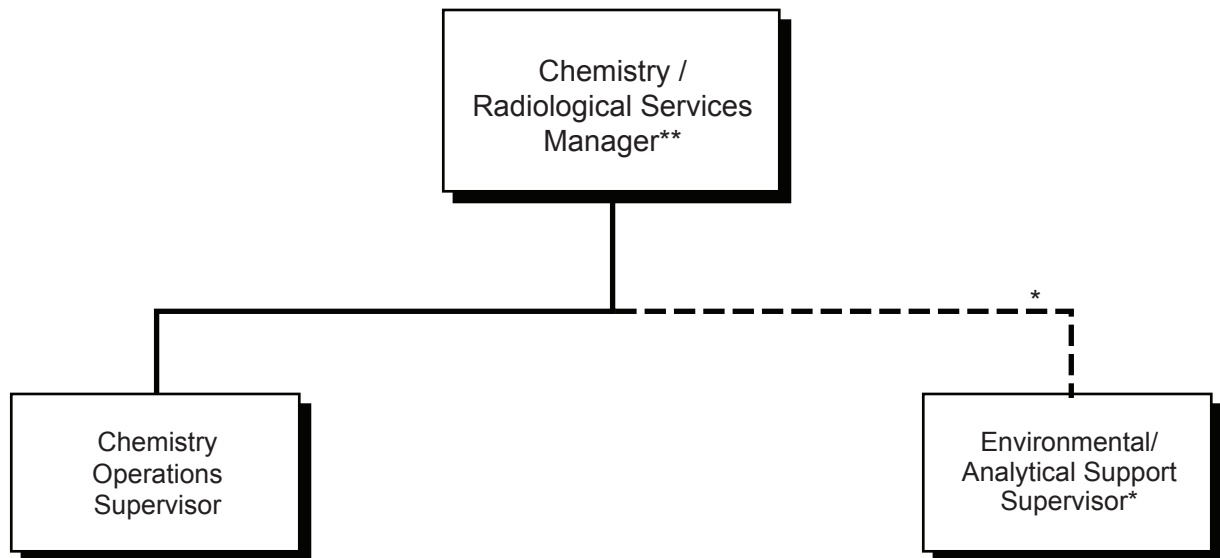 Chemistry /
Radiological Services
Manager**
*
Chemistry
Operations
Supervisor
Environmental/
Analytical Support
Supervisor*